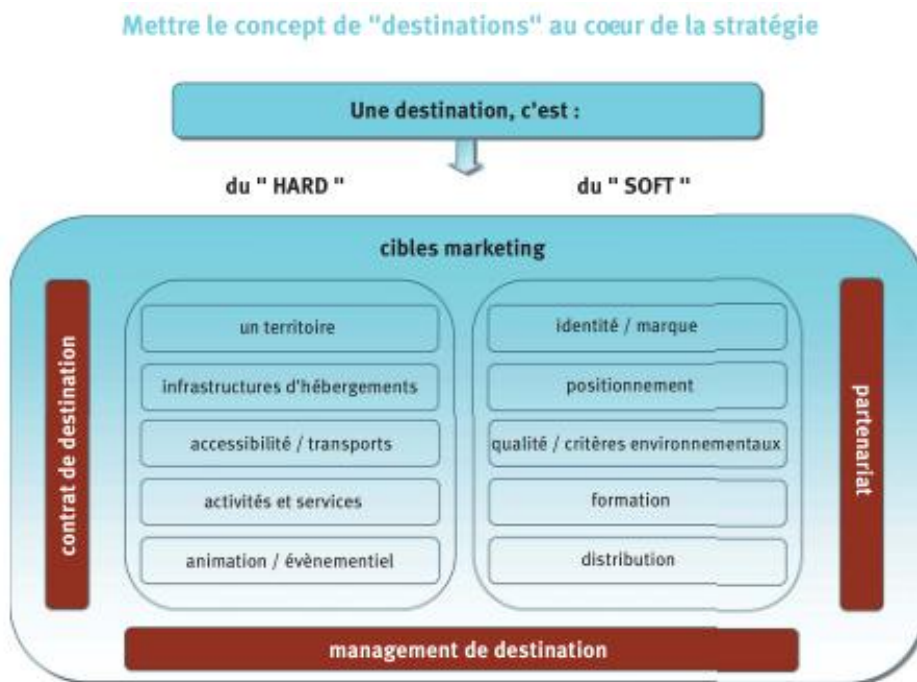 Mettre le concept de "destinations" au cœur de la stratégie
Une destination, c'est :
du " HARD "
du " SOFT "
cibles marketing
contrat de destination
un territoire
infrastructures d'hébergements
accessibilité / transports
activités et services
animation / évènementiel
identité / marque
positionnement
qualité / critères environnementaux
formation
distribution
partenariat
management de destination